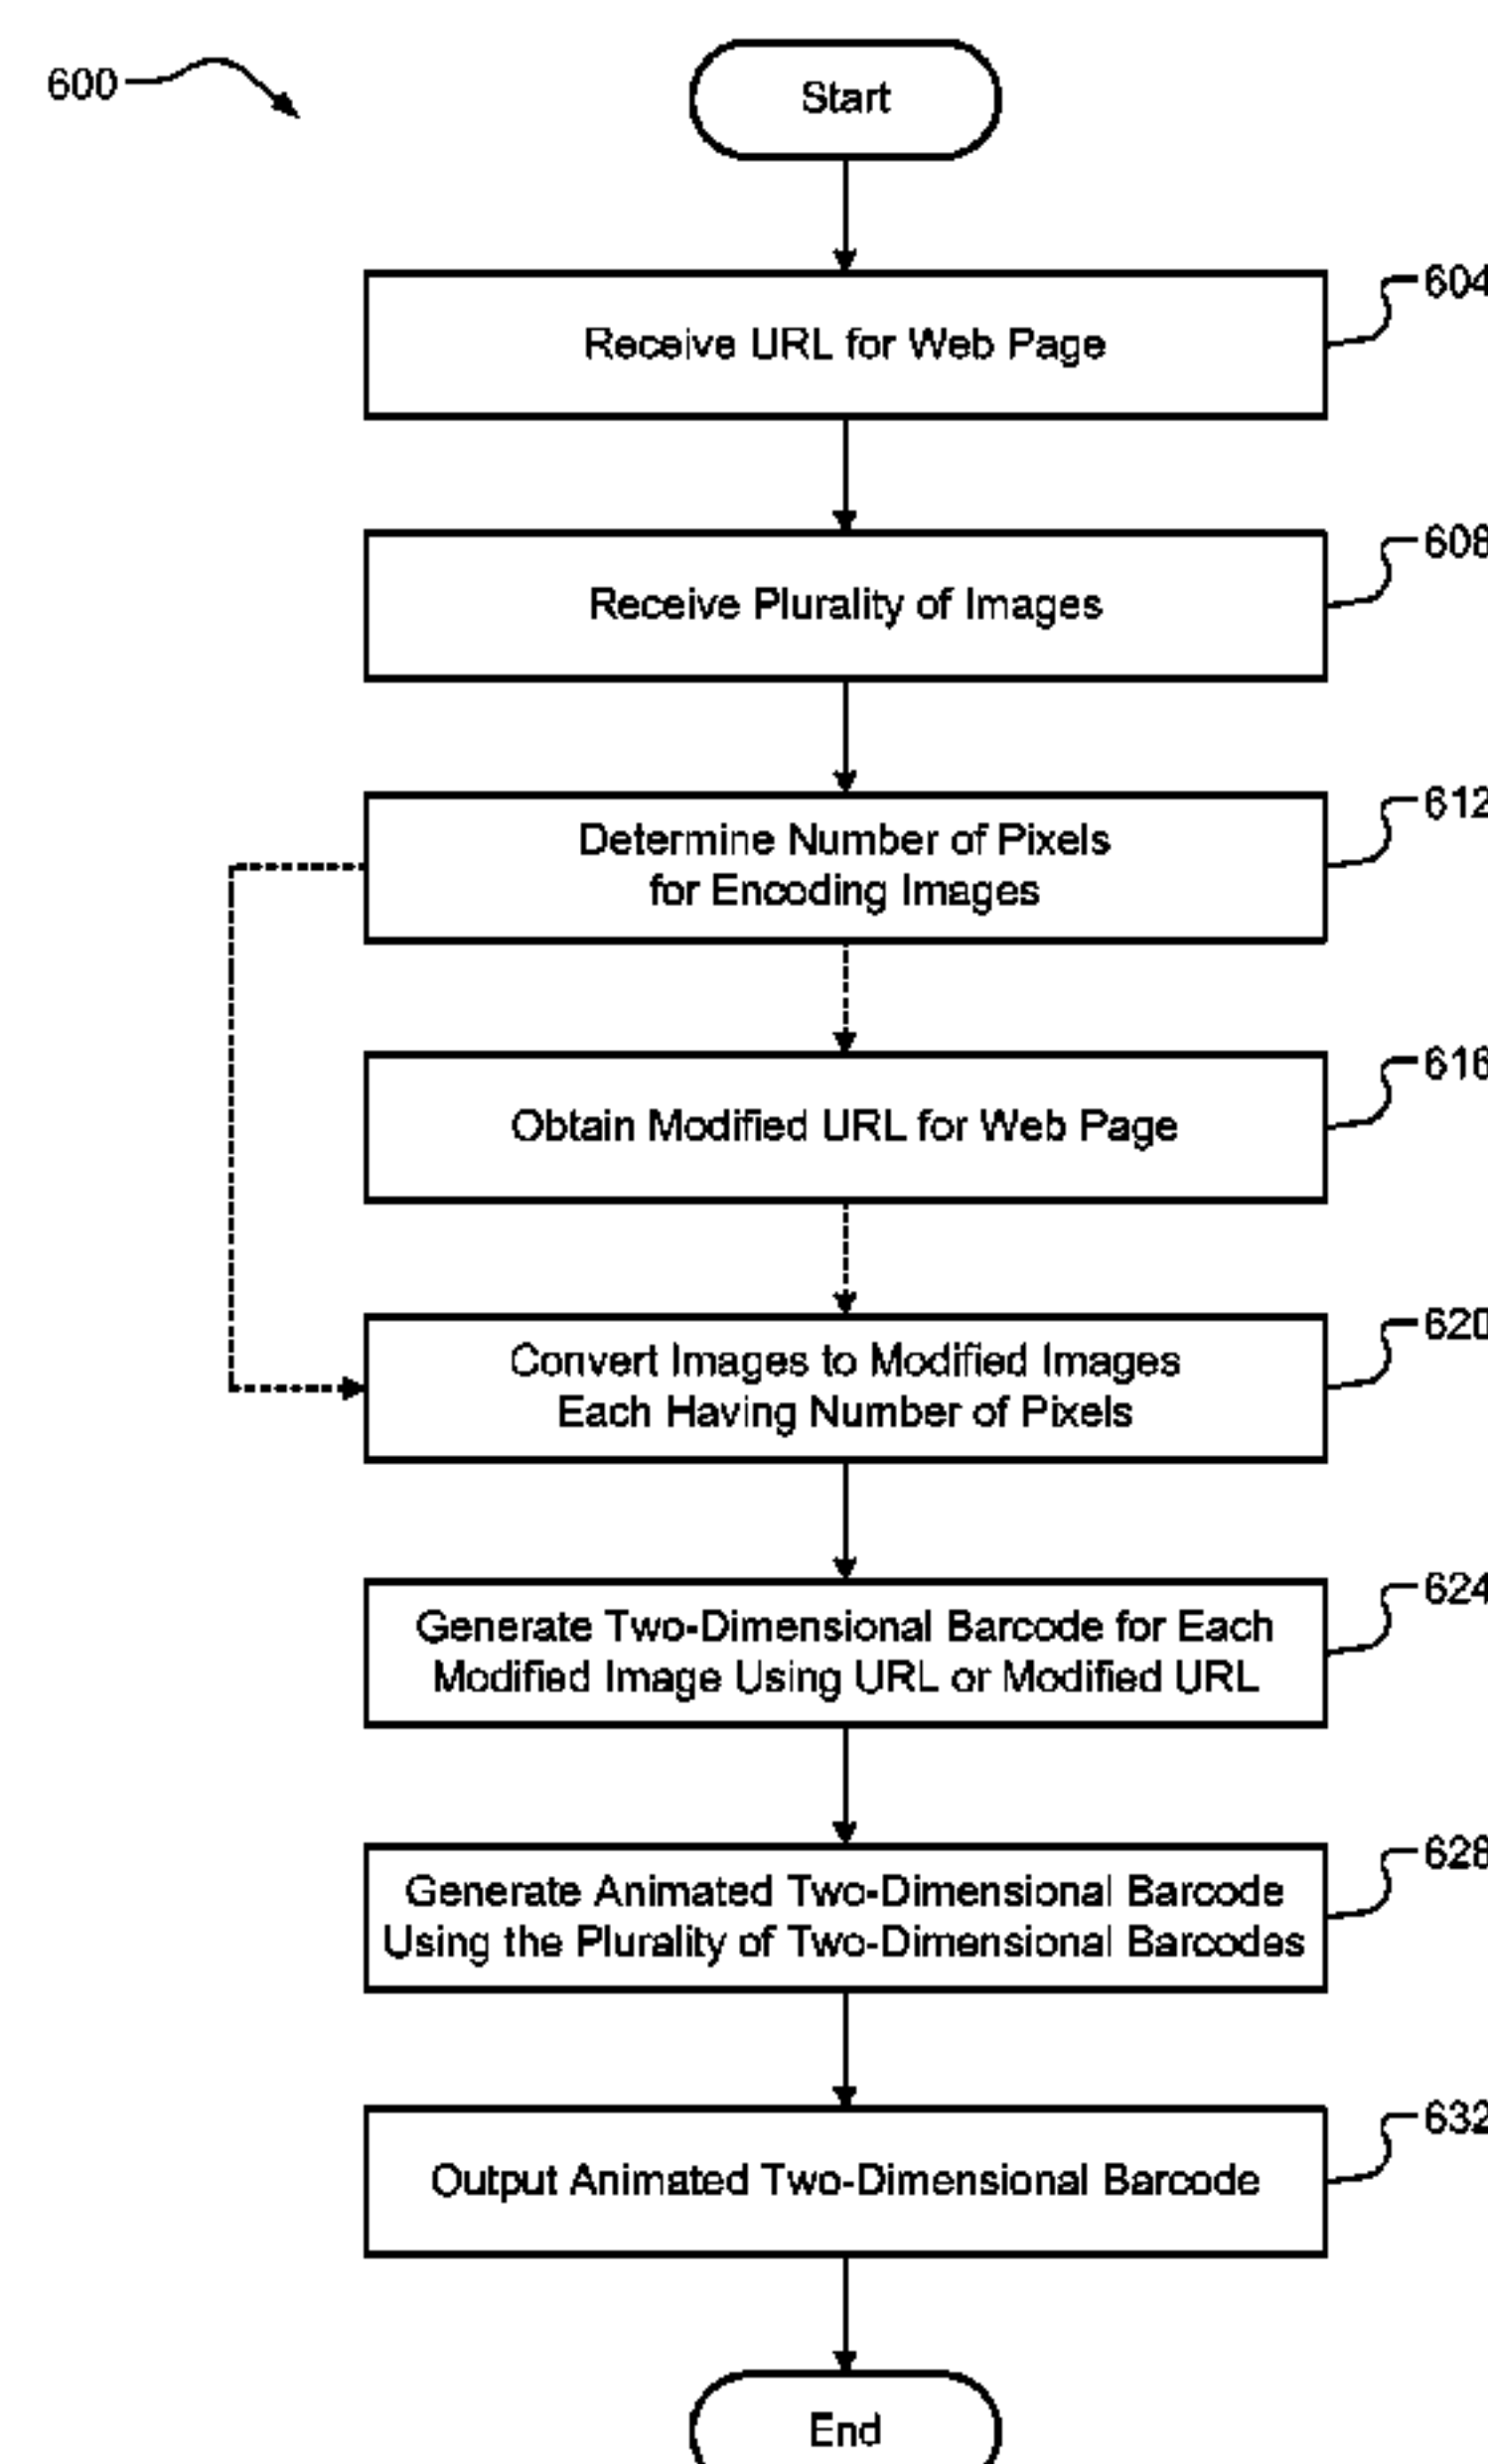 600
Start
Receive URL for Web Page
604
Receive Plurality of Images
608
Determine Number of Pixels
for Encoding Images
612
Obtain Modified URL for Web Page
616
Convert Images to Modified Images
Each Having Number of Pixels
620
Generate Two-Dimensional Barcode for Each
Modified Image Using URL or Modified URL
624
Generate Animated Two-Dimensional Barcode
Using the Plurality of Two-Dimensional Barcodes
628
Output Animated Two-Dimensional Barcode
632
End